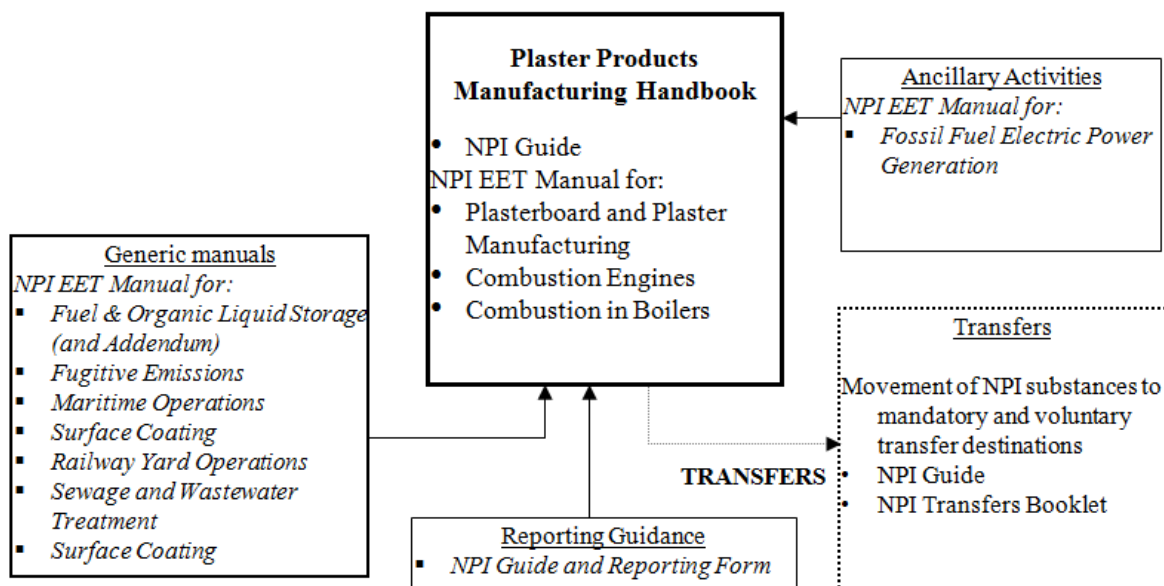 Plaster Products
Manufacturing Handbook
• NPI Guide
NPI EET Manual for:
• Plasterboard and Plaster
Manufacturing
• Combustion Engines
• Combustion in Boilers
Ancillary Activities
NPI EET Manual for:
▪ Fossil Fuel Electric Power
Generation
Generic manuals
NPI EET Manual for:
▪ Fuel & Organic Liquid Storage
(and Addendum)
▪ Fugitive Emissions
▪ Maritime Operations
▪ Surface Coating
▪ Railway Yard Operations
▪ Sewage and Wastewater
Treatment
▪ Surface Coating
Transfers
Movement of NPI substances to
mandatory and voluntary
transfer destinations
• NPI Guide
• NPI Transfers Booklet
TRANSFERS
Reporting Guidance
▪ NPI Guide and Reporting Form